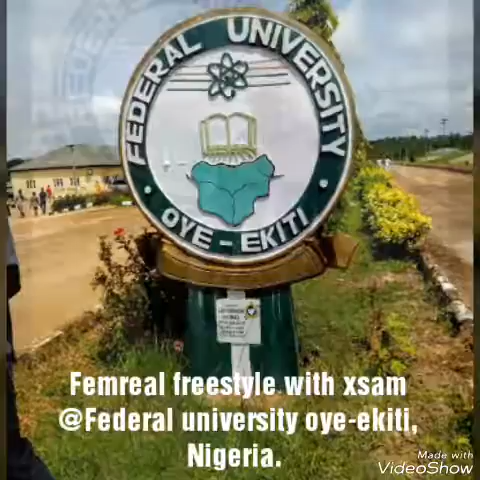 FEDERAL UNIVERSITY
OYE-EKITI
Femreal freestyle with xsam
@Federal university oye-ekiti,
Nigeria.
Made with
VideoShow